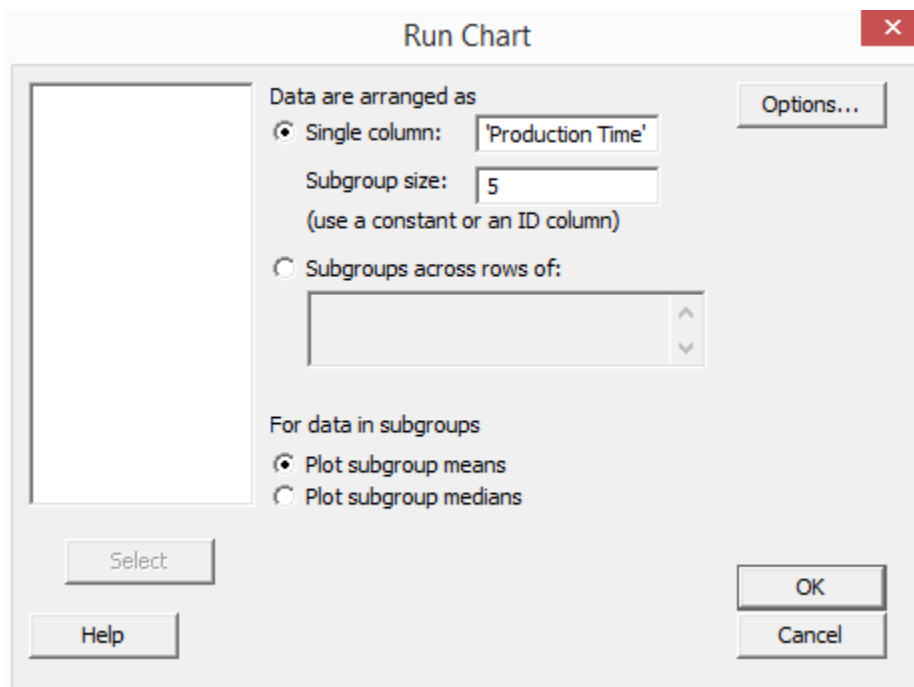 Run Chart
Data are arranged as
Single column: 'Production Time'
Subgroup size: 5
(use a constant or an ID column)
Subgroups across rows of:
For data in subgroups
Plot subgroup means
Plot subgroup medians
Options...
Select
Help
OK
Cancel